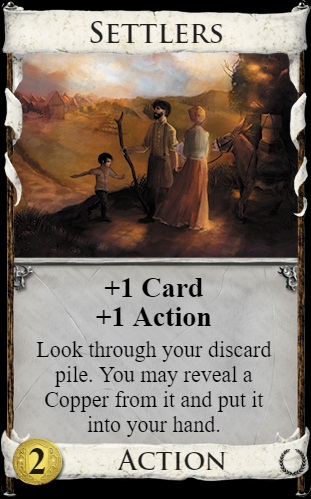 SETTLERS
+1 Card
+1 Action
Look through your discard
pile. You may reveal a
Copper from it and put it
into your hand.
2
ACTION